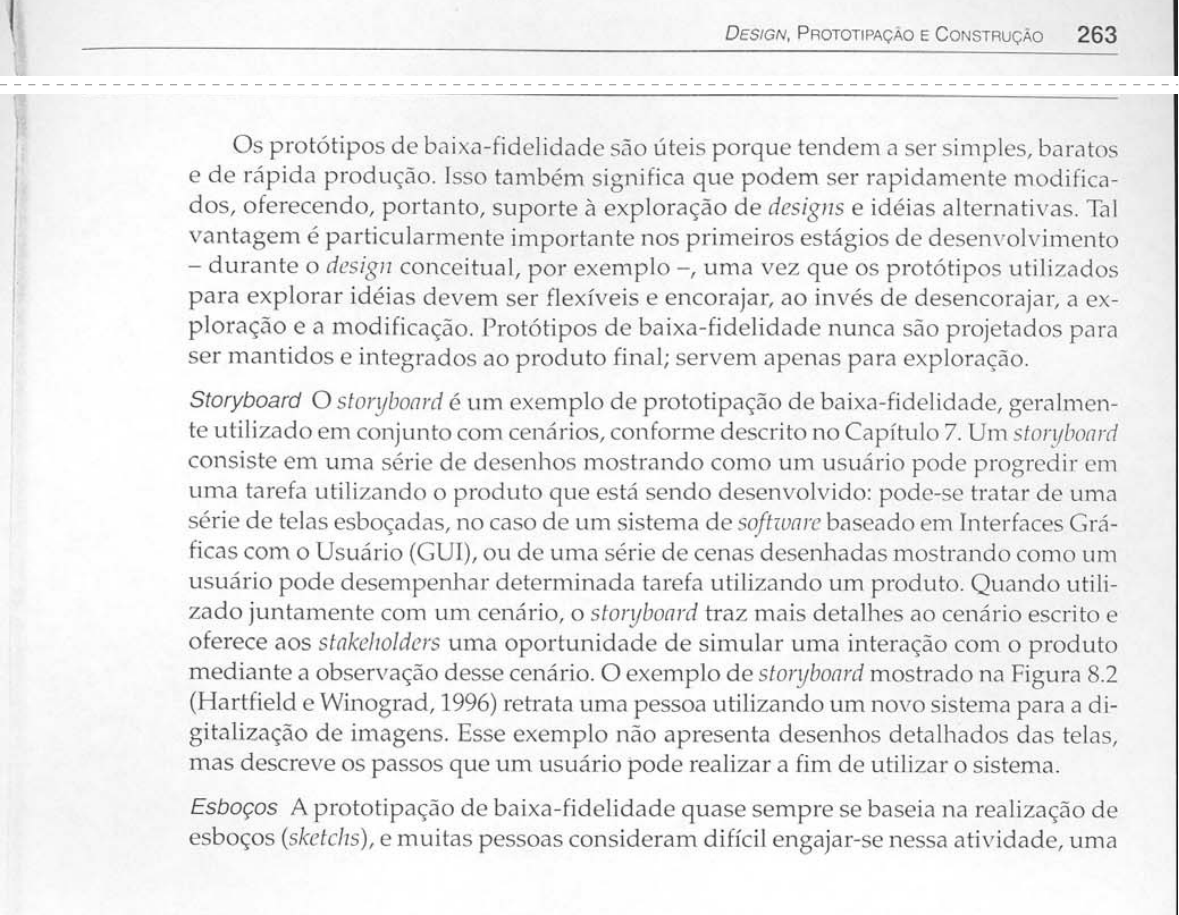 DESIGN, PROTOTIPAÇÃO E CONSTRUÇÃO 263
Os protótipos de baixa-fidelidade são úteis porque tendem a ser simples, baratos
e de rápida produção. Isso também significa que podem ser rapidamente modifica-
dos, oferecendo, portanto, suporte à exploração de designs e idéias alternativas. Tal
vantagem é particularmente importante nos primeiros estágios de desenvolvimento
– durante o design conceitual, por exemplo –, uma vez que os protótipos utilizados
para explorar idéias devem ser flexíveis e encorajar, ao invés de desencorajar, a ex-
ploração e a modificação. Protótipos de baixa-fidelidade nunca são projetados para
ser mantidos e integrados ao produto final; servem apenas para exploração.
Storyboard O storyboard é um exemplo de prototipação de baixa-fidelidade, geralmen-
te utilizado em conjunto com cenários, conforme descrito no Capítulo 7. Um storyboard
consiste em uma série de desenhos mostrando como um usuário pode progredir em
uma tarefa utilizando o produto que está sendo desenvolvido: pode-se tratar de uma
série de telas esboçadas, no caso de um sistema de software baseado em Interfaces Grá-
ficas com o Usuário (GUI), ou de uma série de cenas desenhadas mostrando como um
usuário pode desempenhar determinada tarefa utilizando um produto. Quando utili-
zado juntamente com um cenário, o storyboard traz mais detalhes ao cenário escrito e
oferece aos stakeholders uma oportunidade de simular uma interação com o produto
mediante a observação desse cenário. O exemplo de storyboard mostrado na Figura 8.2
(Hartfield e Winograd, 1996) retrata uma pessoa utilizando um novo sistema para a di-
gitalização de imagens. Esse exemplo não apresenta desenhos detalhados das telas,
mas descreve os passos que um usuário pode realizar a fim de utilizar o sistema.
Esboços A prototipação de baixa-fidelidade quase sempre se baseia na realização de
esboços (sketchs), e muitas pessoas consideram difícil engajar-se nessa atividade, uma